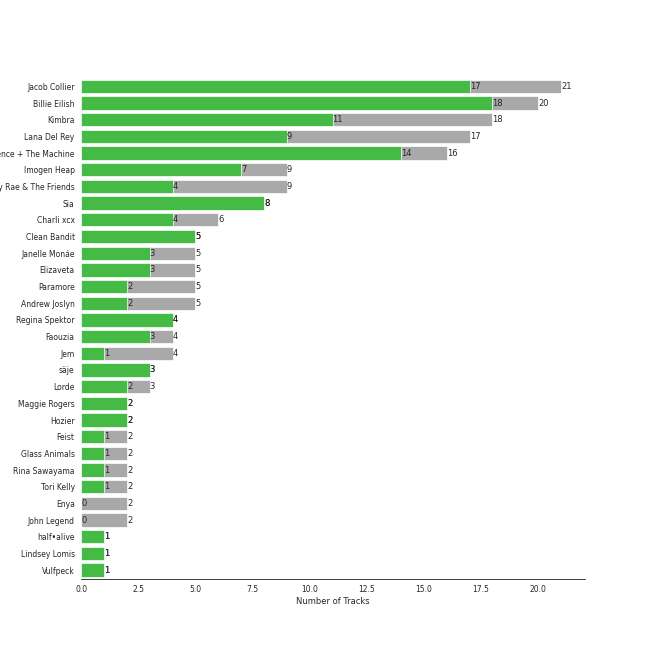 Jacob Collier 17 21
Billie Eilish 18 20
Kimbra 11 18
Lana Del Rey 9 17
ence + The Machine 14 16
Imogen Heap 7 9
y Rae & The Friends 4 9
Sia 8
Charli xcx 4 6
Clean Bandit 5
Janelle Monáe 3 5
Elizaveta 3 5
Paramore 2 5
Andrew Joslyn 2 5
Regina Spektor 4
Faouzia 3 4
Jem 1 4
säje 3
Lorde 2 3
Maggie Rogers 2
Hozier 2
Feist 1 2
Glass Animals 1 2
Rina Sawayama 1 2
Tori Kelly 1 2
Enya 0 2
John Legend 0 2
half•alive 1
Lindsey Lomis 1
Vulfpeck 1
0.0 2.5 5.0 7.5 10.0 12.5 15.0 17.5 20.0
Number of Tracks